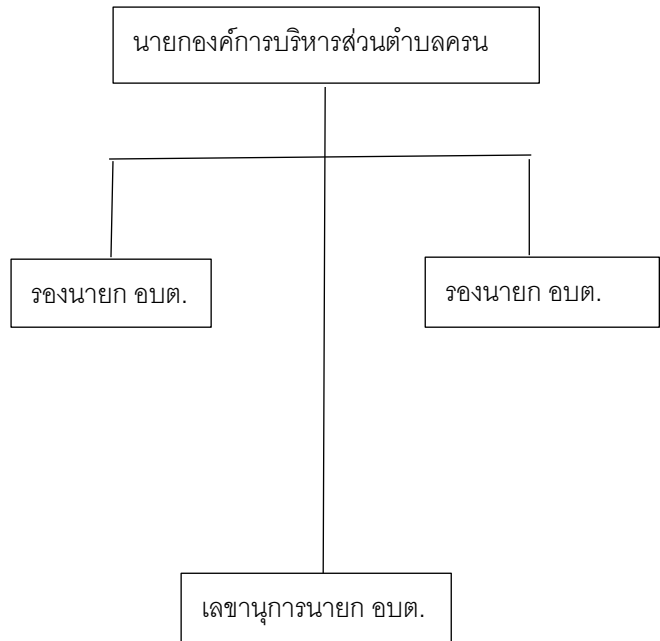 นายกองค์การบริหารส่วนตำบลครน
รองนายก อบต.
รองนายก อบต.
เลขานุการนายก อบต.